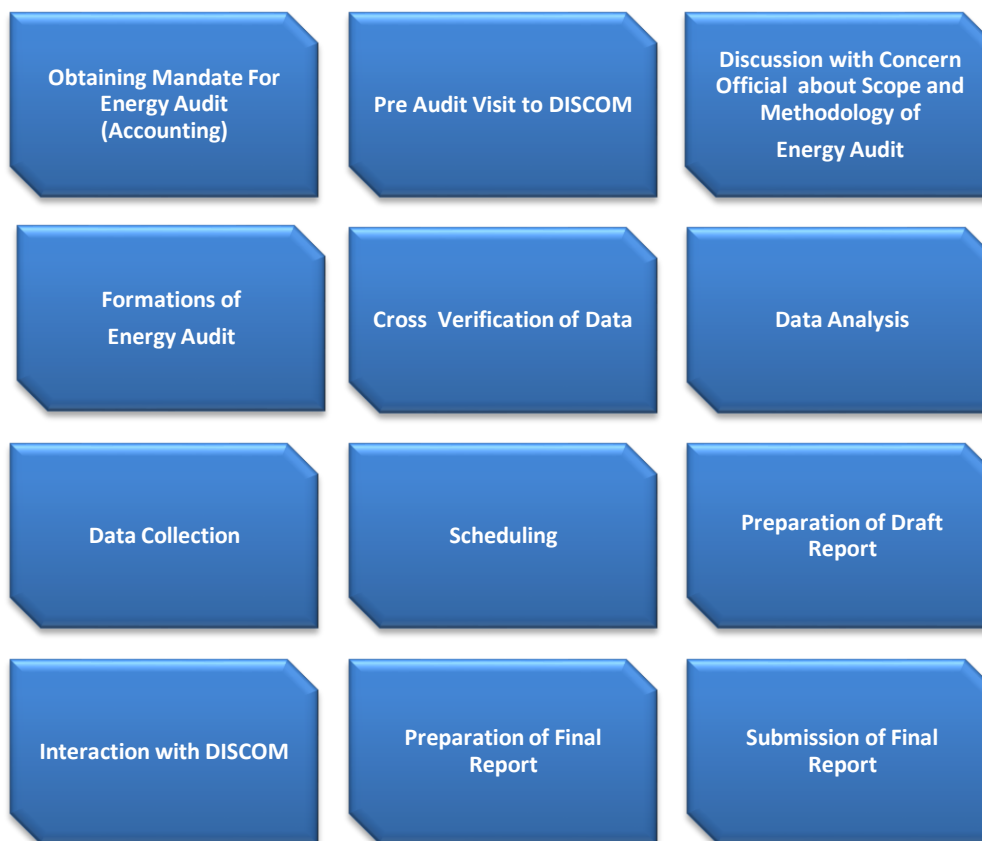 Obtaining Mandate For
Energy Audit
(Accounting)
Pre Audit Visit to DISCOM
Discussion with Concern
Official about Scope and
Methodology of
Energy Audit
Formations of
Energy Audit
Cross Verification of Data
Data Analysis
Data Collection
Scheduling
Preparation of Draft
Report
Interaction with DISCOM
Preparation of Final
Report
Submission of Final
Report